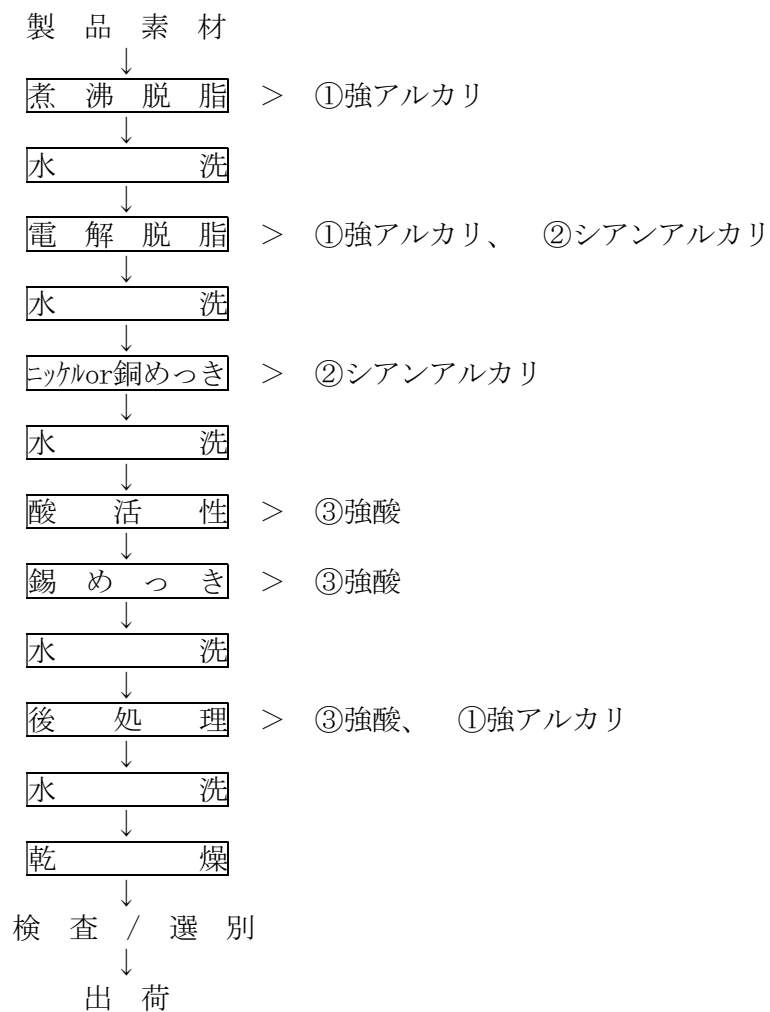 製品素材
↓
煮沸脱脂 > ①強アルカリ
↓
水洗
↓
電解脱脂 > ①強アルカリ、 ②シアンアルカリ
↓
水洗
↓
ﾆｯｹﾙor銅めっき > ②シアンアルカリ
↓
水洗
↓
酸活性 > ③強酸
↓
錫めっき > ③強酸
↓
水洗
↓
後処理 > ③強酸、 ①強アルカリ
↓
水洗
↓
乾燥
↓
検査/選別
↓
出荷